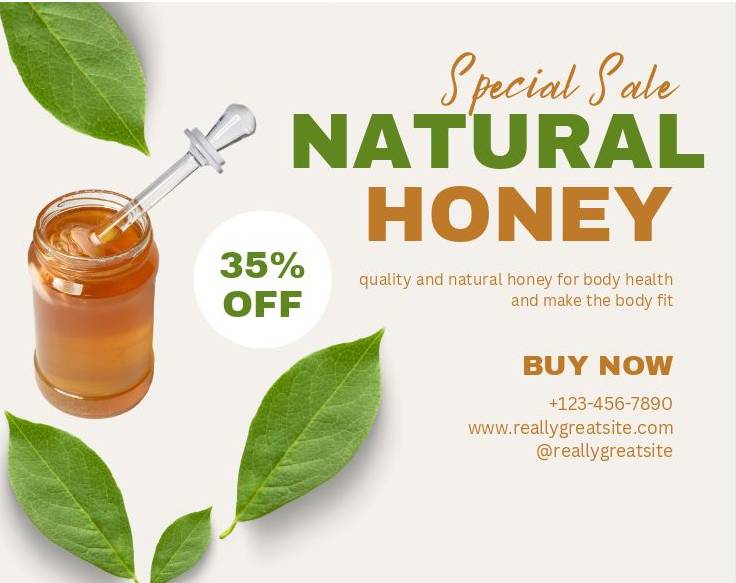 Special Sale
NATURAL
HONEY
35%
OFF
quality and natural honey for body health
and make the body fit
BUY NOW
+123-456-7890
www.reallygreatsite.com
@reallygreatsite